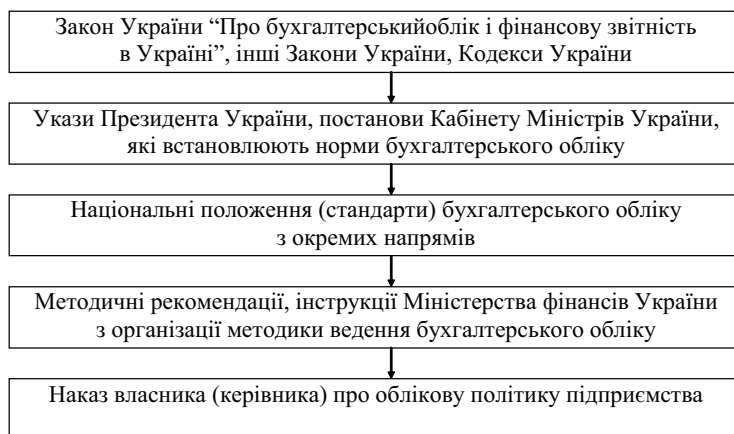 Закон України “Про бухгалтерськийоблік і фінансову звітність
в Україні”, інші Закони України, Кодекси України
Укази Президента України, постанови Кабінету Міністрів України,
які встановлюють норми бухгалтерського обліку
Національні положення (стандарти) бухгалтерського обліку
з окремих напрямів
Методичні рекомендації, інструкції Міністерства фінансів України
з організації методики ведення бухгалтерського обліку
Наказ власника (керівника) про облікову політику підприємства